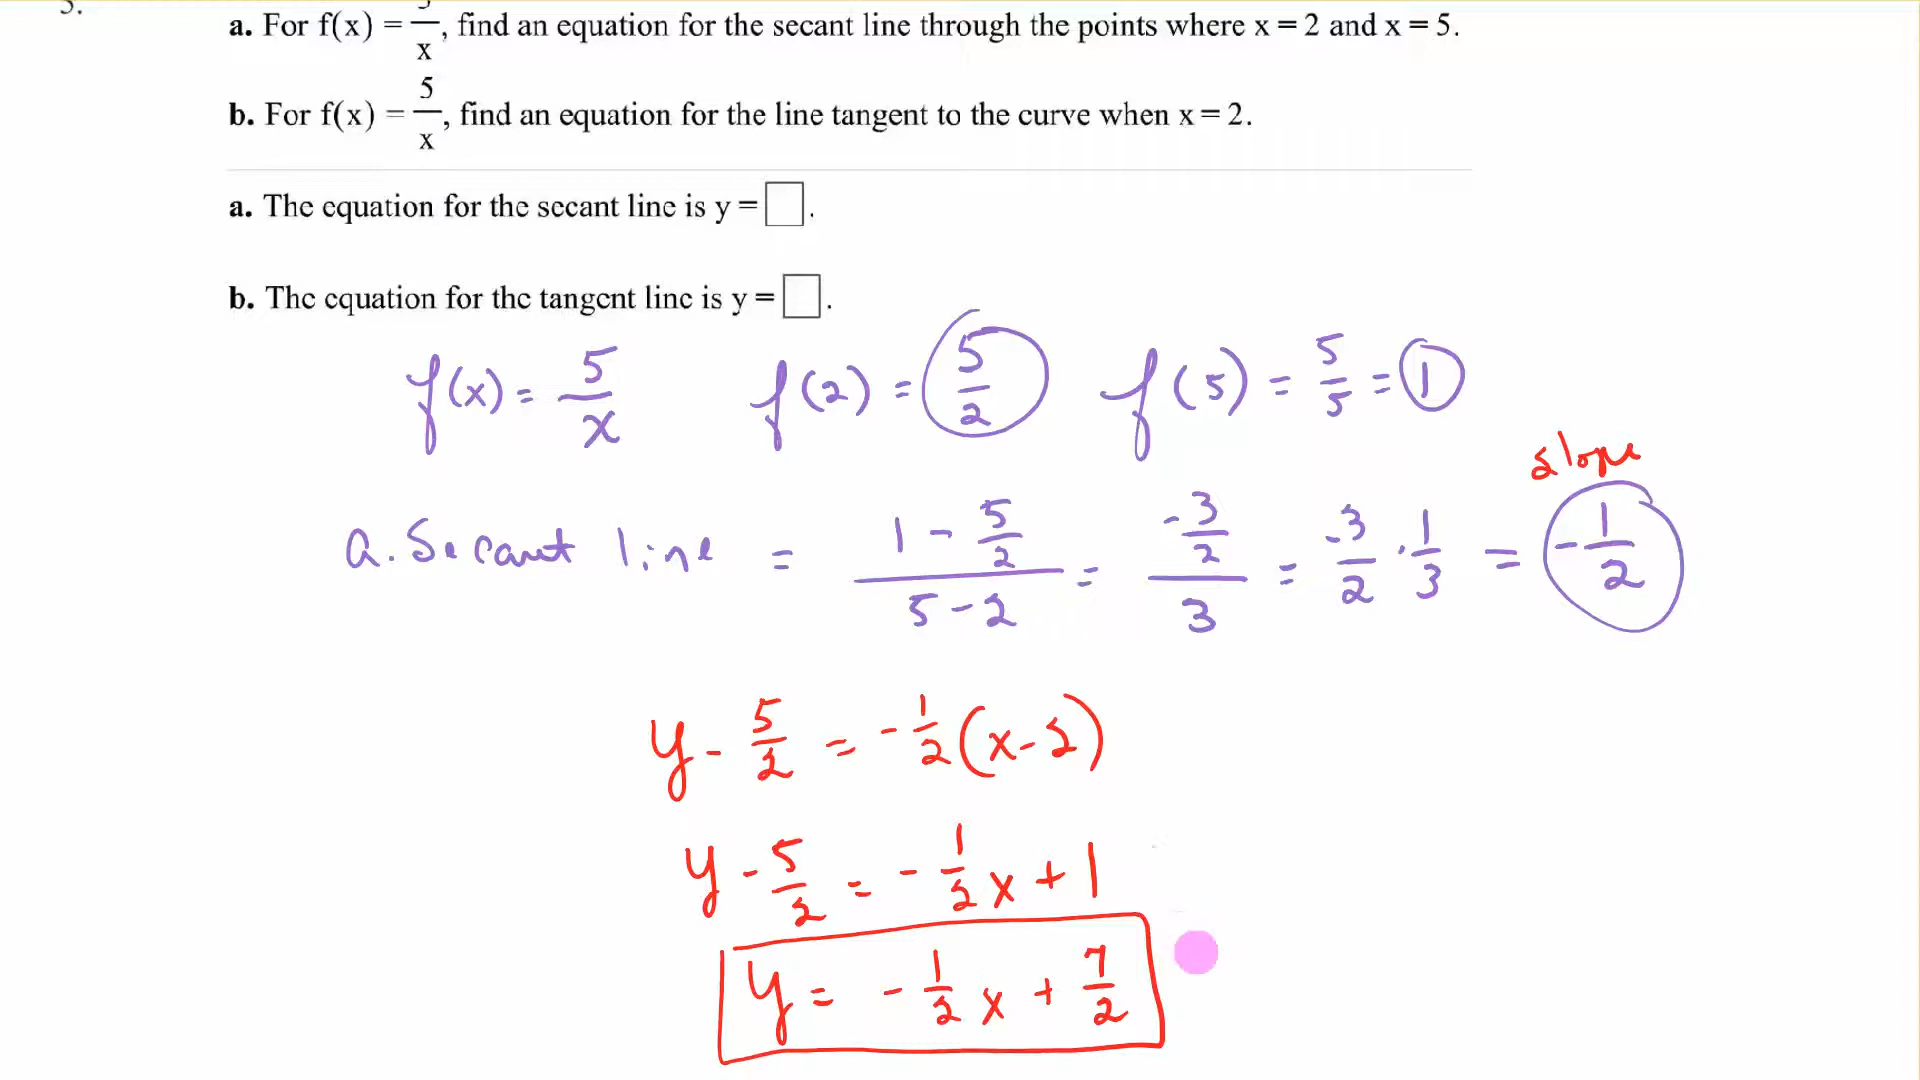 a. For f(x) = 5/x, find an equation for the secant line through the points where x = 2 and x = 5.
b. For f(x) = 5/x, find an equation for the line tangent to the curve when x = 2.
a. The equation for the secant line is y = □.
b. The equation for the tangent line is y = □.
f(x) = 5/x f(2) = 5/2 f(5) = 5/5 = 1
slope
a. Secant line = (1 - 5/2)/(5 - 2) = (-3/2)/3 = -3/2 · 1/3 = -1/2
y - 5/2 = -1/2(x - 2)
y - 5/2 = -1/2x + 1
y = -1/2x + 7/2